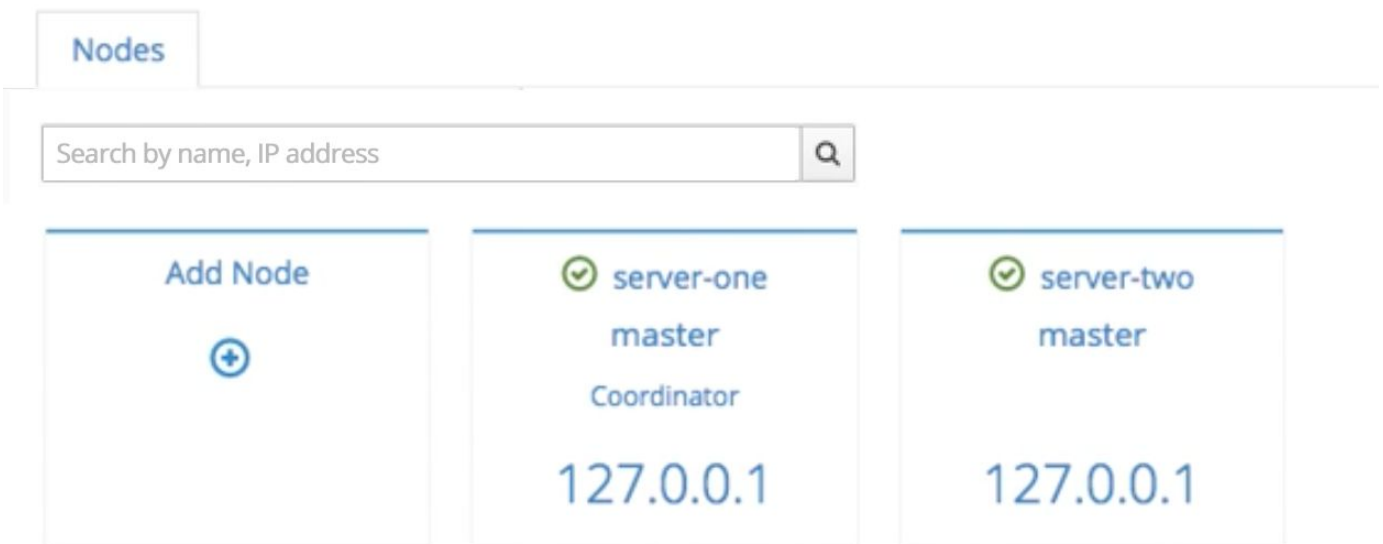 Nodes
Search by name, IP address
Add Node
server-one
master
Coordinator
127.0.0.1
server-two
master
127.0.0.1